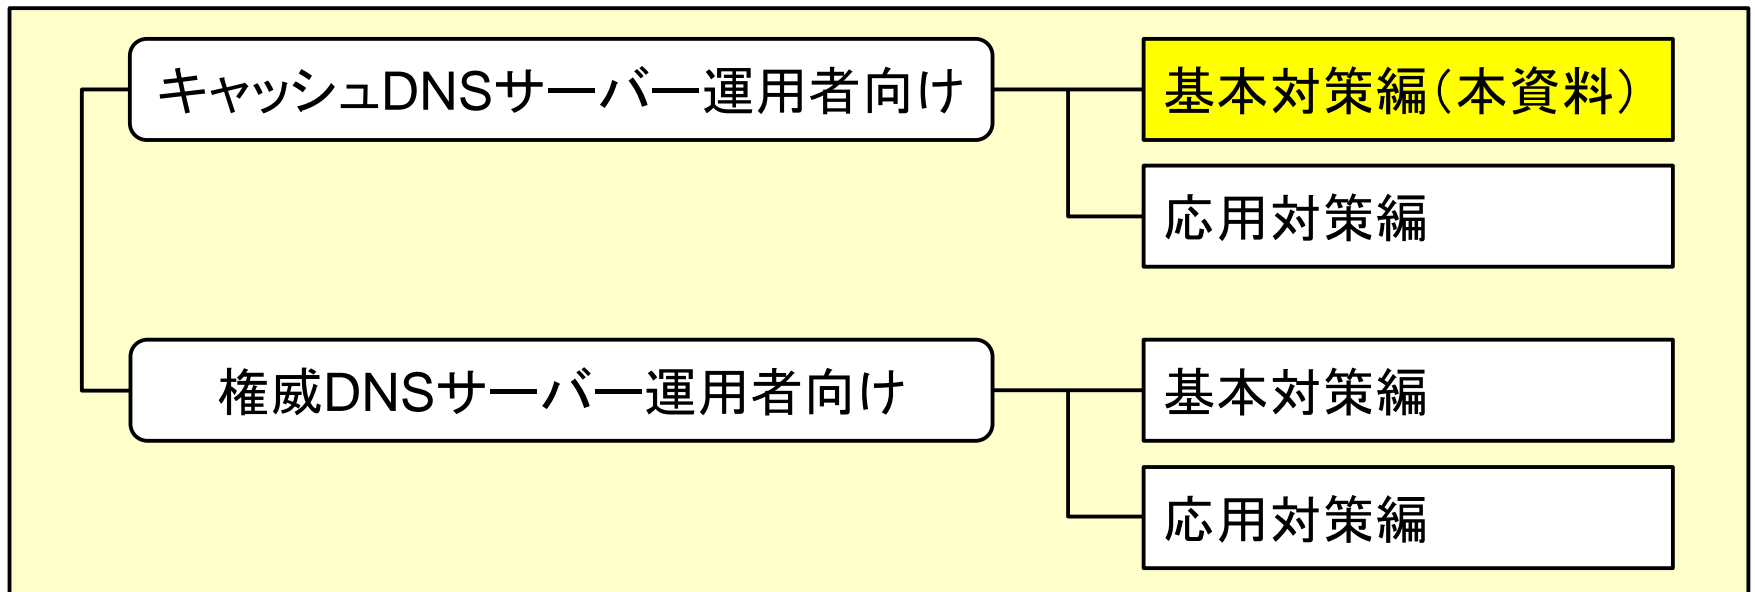 キャッシュDNSサーバー運用者向け
基本対策編（本資料）
応用対策編
権威DNSサーバー運用者向け
基本対策編
応用対策編